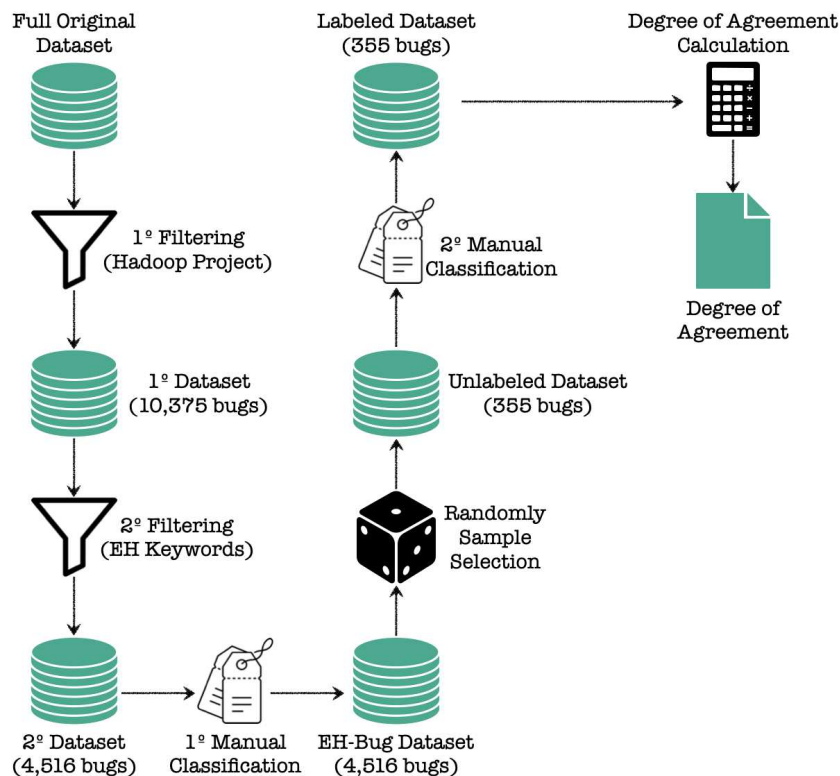 Full Original
Dataset
1º Filtering
(Hadoop Project)
1º Dataset
(10,375 bugs)
2º Filtering
(EH Keywords)
2º Dataset
(4,516 bugs)
1º Manual
Classification
EH-Bug Dataset
(4,516 bugs)
Randomly
Sample
Selection
Unlabeled Dataset
(355 bugs)
2º Manual
Classification
Labeled Dataset
(355 bugs)
Degree of Agreement
Calculation
Degree of
Agreement